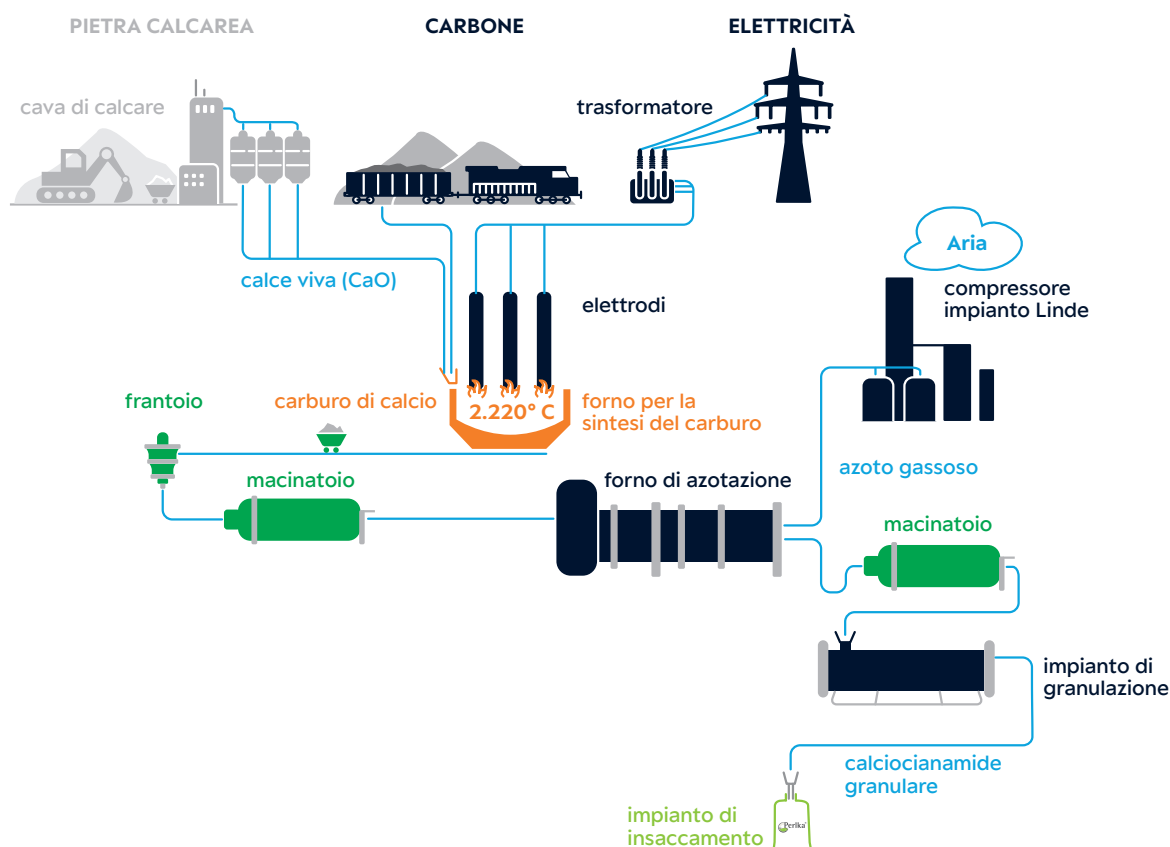 PIETRA CALCAREA
CARBONE
ELETTRICITÀ
cava di calcare
trasformatore
Aria
calce viva (CaO)
elettrodi
compressore
impianto Linde
frantoio
carburo di calcio
2.220° C
forno per la
sintesi del carburo
azoto gassoso
macinatoio
forno di azotazione
macinatoio
impianto di
granulazione
calciocianamide
granulare
impianto di
insaccamento
Perlka